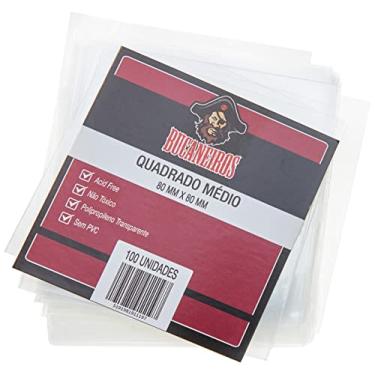 BUCANEIROS
QUADRADO MÉDIO
80 MM X 80 MM
Acid Free
Não Tóxico
Polipropileno Transparente
Sem PVC
100 UNIDADES